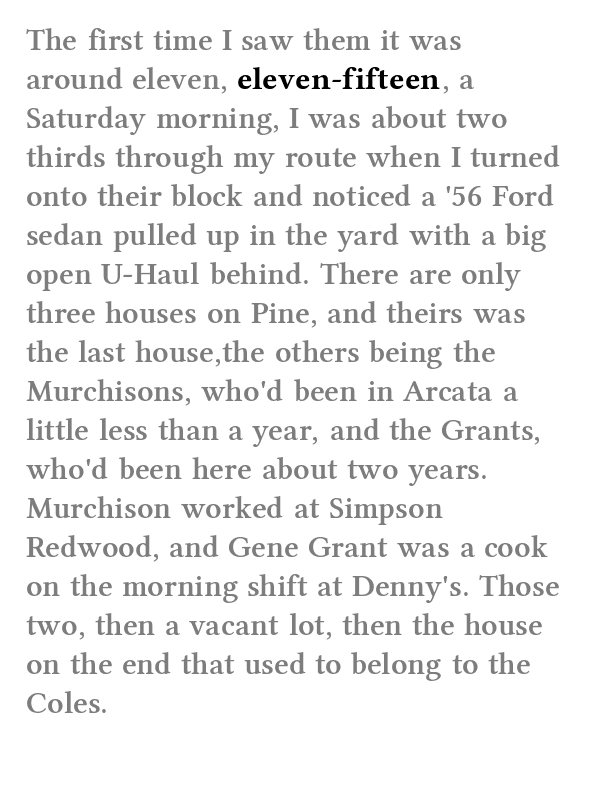 The first time I saw them it was
around eleven, eleven-fifteen, a
Saturday morning, I was about two
thirds through my route when I turned
onto their block and noticed a '56 Ford
sedan pulled up in the yard with a big
open U-Haul behind. There are only
three houses on Pine, and theirs was
the last house,the others being the
Murchisons, who'd been in Arcata a
little less than a year, and the Grants,
who'd been here about two years.
Murchison worked at Simpson
Redwood, and Gene Grant was a cook
on the morning shift at Denny's. Those
two, then a vacant lot, then the house
on the end that used to belong to the
Coles.